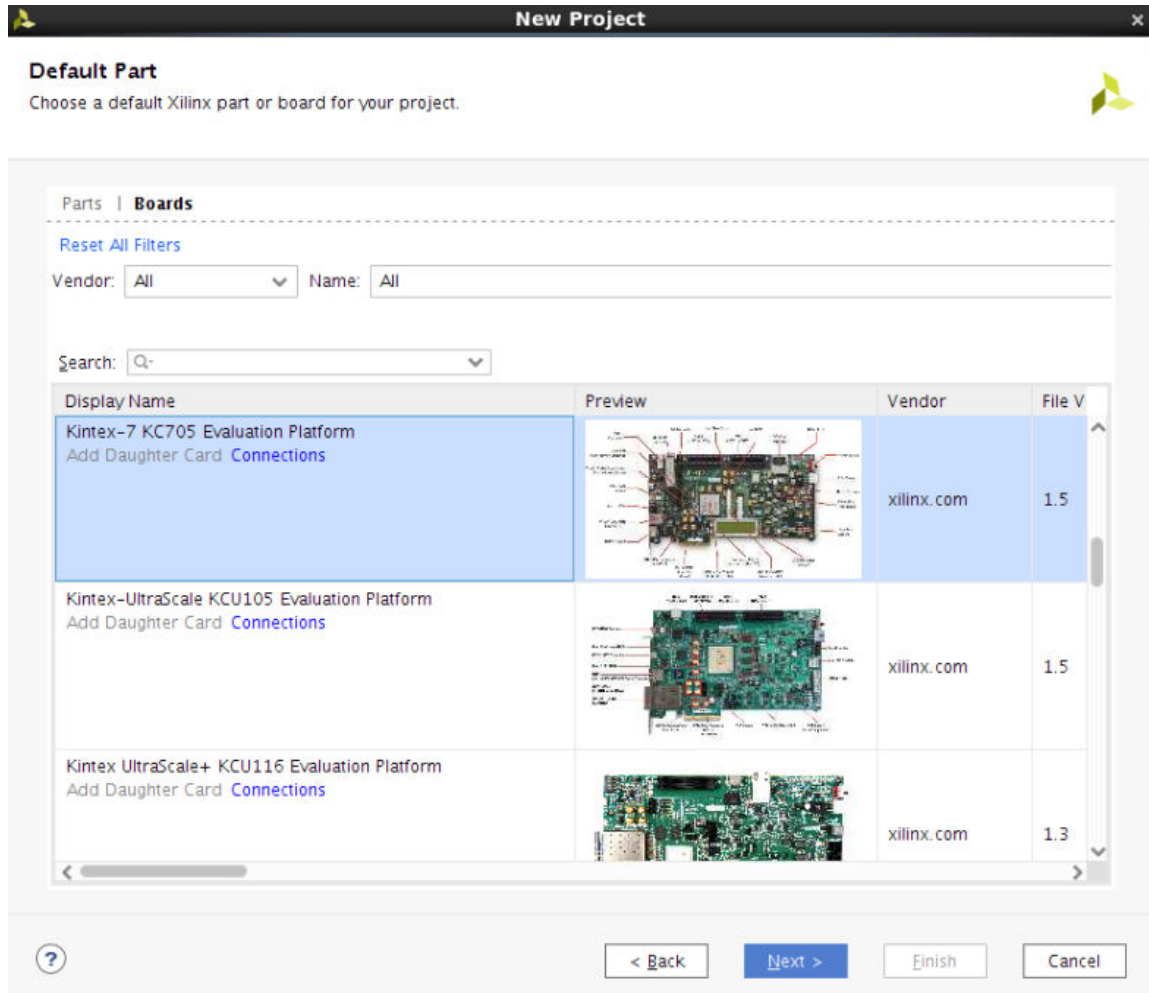 New Project
Default Part
Choose a default Xilinx part or board for your project.
Parts | Boards
Reset All Filters
Vendor: All Name: All
Search: Q-
Display Name Preview Vendor File V
Kintex-7 KC705 Evaluation Platform
Add Daughter Card Connections
xilinx.com 1.5
Kintex-UltraScale KCU105 Evaluation Platform
Add Daughter Card Connections
xilinx.com 1.5
Kintex UltraScale+ KCU116 Evaluation Platform
Add Daughter Card Connections
xilinx.com 1.3
? < Back Next > Finish Cancel